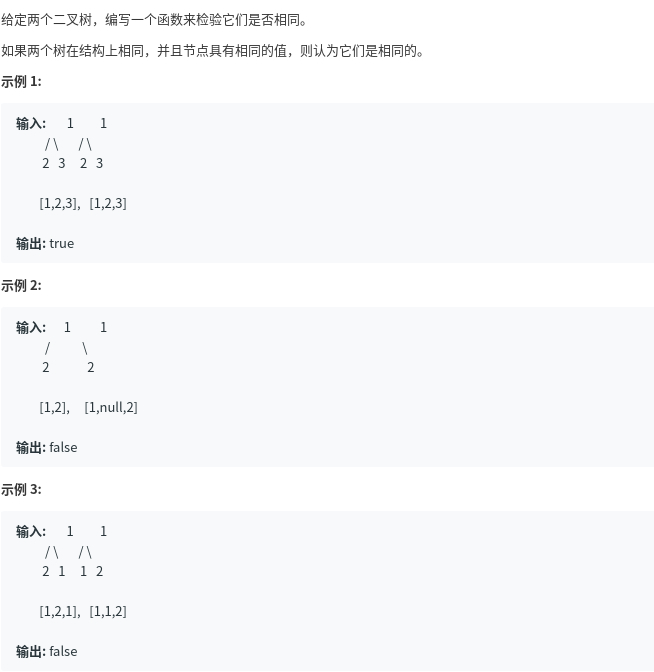 给定两个二叉树，编写一个函数来检验它们是否相同。
如果两个树在结构上相同，并且节点具有相同的值，则认为它们是相同的。
示例 1:
输入: 1 1
/ \ / \
2 3 2 3
[1,2,3], [1,2,3]
输出: true
示例 2:
输入: 1 1
/ \
2 2
[1,2], [1,null,2]
输出: false
示例 3:
输入: 1 1
/ \ / \
2 1 1 2
[1,2,1], [1,1,2]
输出: false